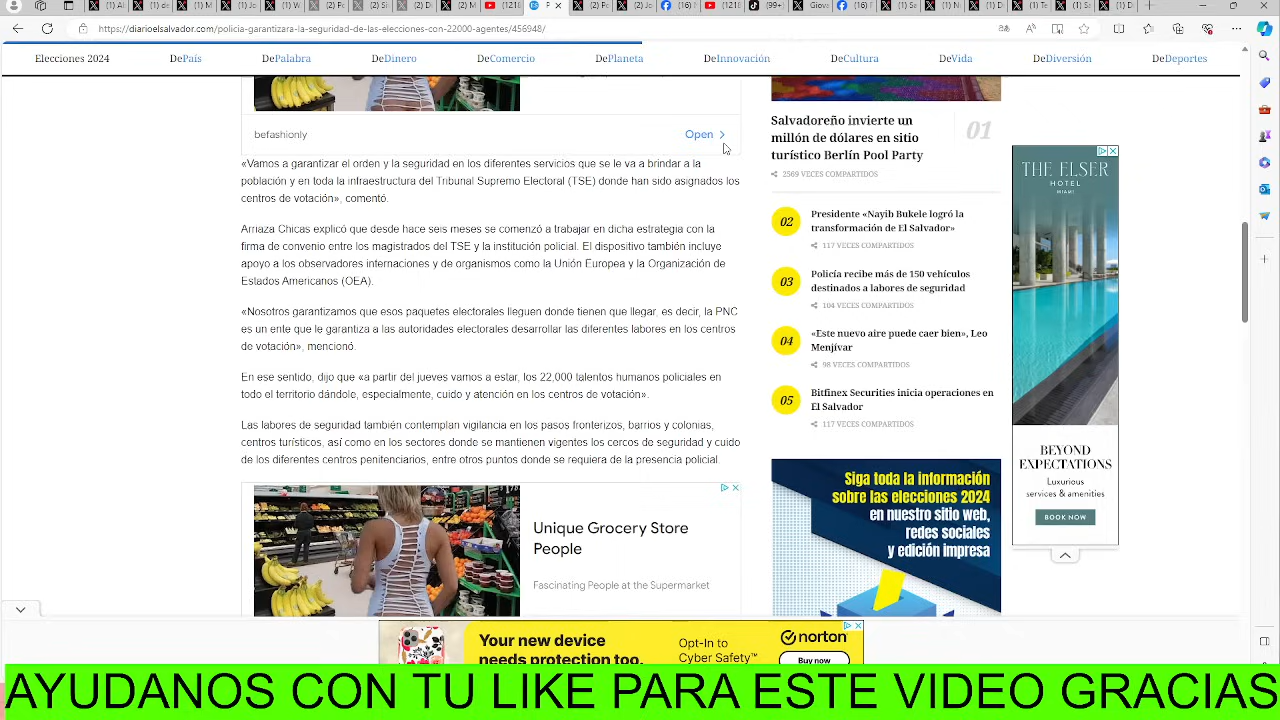 https://diarioelsalvador.com/policia-garantizara-la-seguridad-de-las-elecciones-con-22000-agentes/456948/
Elecciones 2024 DePaís DePalabra DeDinero DeComercio DePlaneta DeInnovación DeCultura DeVida DeDiversión DeDeportes
befashionly
Open
«Vamos a garantizar el orden y la seguridad en los diferentes servicios que se le va a brindar a la
población y en toda la infraestructura del Tribunal Supremo Electoral (TSE) donde han sido asignados los
centros de votación», comentó.
Arriaza Chicas explicó que desde hace seis meses se comenzó a trabajar en dicha estrategia con la
firma de convenio entre los magistrados del TSE y la institución policial. El dispositivo también incluye
apoyo a los observadores internaciones y de organismos como la Unión Europea y la Organización de
Estados Americanos (OEA).
«Nosotros garantizamos que esos paquetes electorales lleguen donde tienen que llegar, es decir, la PNC
es un ente que le garantiza a las autoridades electorales desarrollar las diferentes labores en los centros
de votación», mencionó.
En ese sentido, dijo que «a partir del jueves vamos a estar, los 22,000 talentos humanos policiales en
todo el territorio dándole, especialmente, cuido y atención en los centros de votación».
Las labores de seguridad también contemplan vigilancia en los pasos fronterizos, barrios y colonias,
centros turísticos, así como en los sectores donde se mantienen vigentes los cercos de seguridad y cuido
de los diferentes centros penitenciarios, entre otros puntos donde se requiera de la presencia policial.
Unique Grocery Store
People
Fascinating People at the Supermarket
Salvadoreño invierte un
millón de dólares en sitio
turístico Berlín Pool Party
01
2569 VECES COMPARTIDOS
02
Presidente «Nayib Bukele logró la
transformación de El Salvador»
117 VECES COMPARTIDOS
03
Policía recibe más de 150 vehículos
destinados a labores de seguridad
104 VECES COMPARTIDOS
04
«Este nuevo aire puede caer bien», Leo
Menjívar
98 VECES COMPARTIDOS
05
Bitfinex Securities inicia operaciones en
El Salvador
117 VECES COMPARTIDOS
Siga toda la información
sobre las elecciones 2024
en nuestro sitio web,
redes sociales
y edición impresa
THE ELSER
HOTEL
MIAMI
BEYOND
EXPECTATIONS
Luxurious
services & amenities
BOOK NOW
Your new device
needs protection too.
Opt-In to
Cyber Safety™
norton
Buy now
AYUDANOS CON TU LIKE PARA ESTE VIDEO GRACIAS